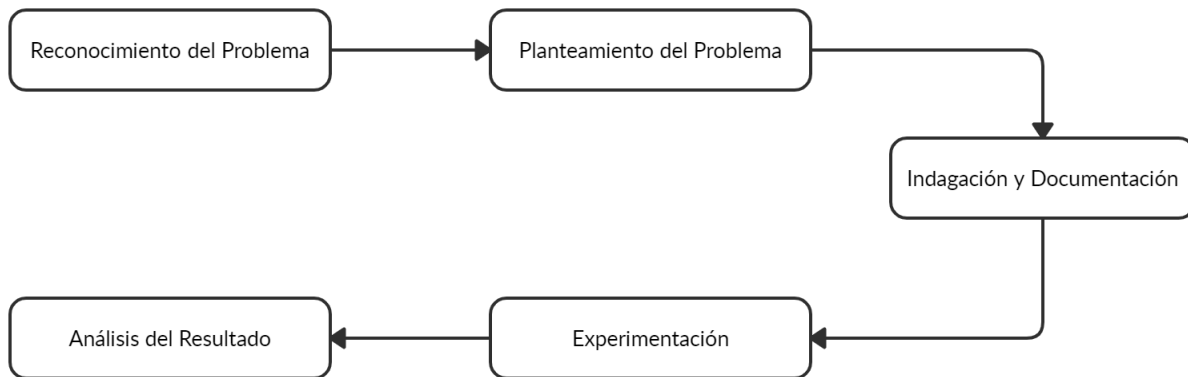 Reconocimiento del Problema
Planteamiento del Problema
Indagación y Documentación
Experimentación
Análisis del Resultado